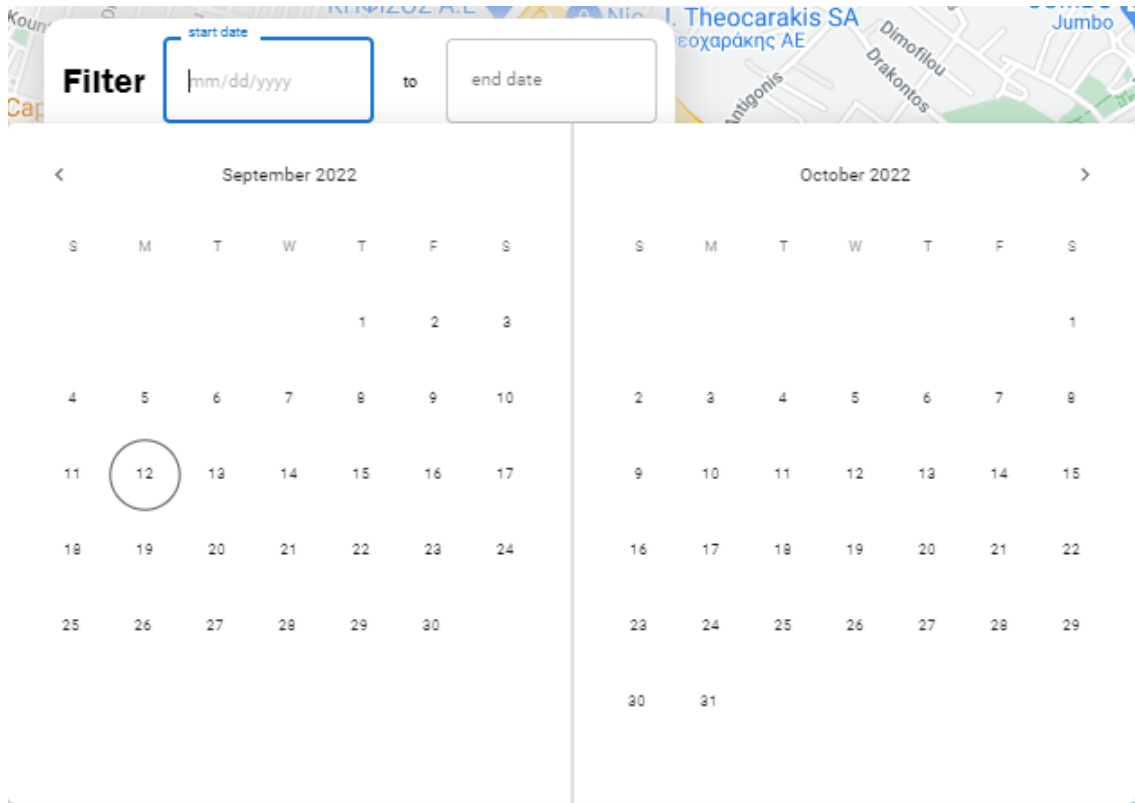 Nic. I. Theocarakis SA
εοχαράκης ΑΕ
Jumbo
Dimofilou
Drakontos
Antigonis
Cap
Filter
start date
mm/dd/yyyy
to
end date
September 2022
S M T W T F S
1 2 3
4 5 6 7 8 9 10
11 12 13 14 15 16 17
18 19 20 21 22 23 24
25 26 27 28 29 30
October 2022
S M T W T F S
1
2 3 4 5 6 7 8
9 10 11 12 13 14 15
16 17 18 19 20 21 22
23 24 25 26 27 28 29
30 31